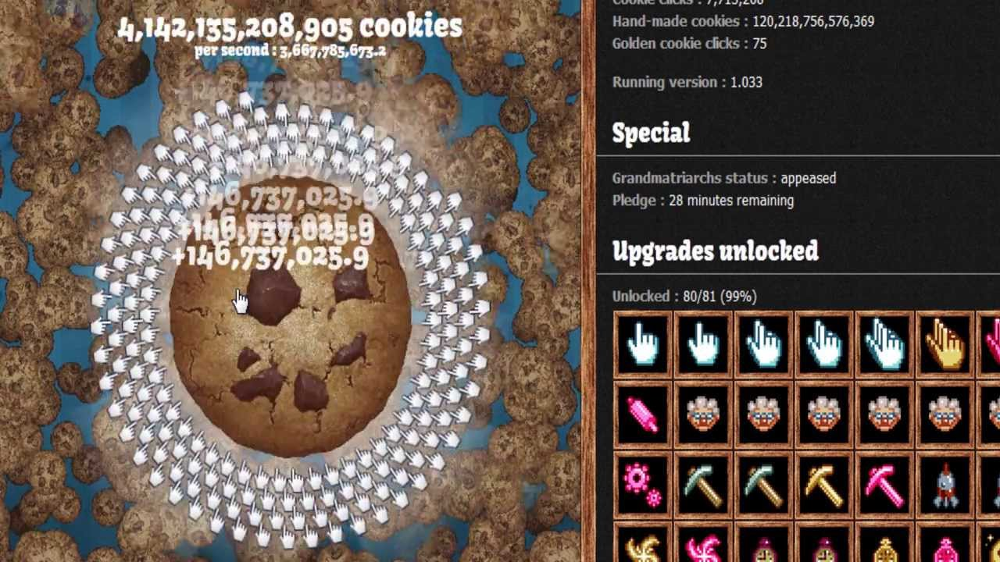 4,142,135,208,905 cookies
per second : 3,667,785,673.2
+146,737,025.9
+146,737,025.9
+146,737,025.9
Hand-made cookies : 120,218,756,576,369
Golden cookie clicks : 75
Running version : 1.033
Special
Grandmatriarchs status : appeased
Pledge : 28 minutes remaining
Upgrades unlocked
Unlocked : 80/81 (99%)